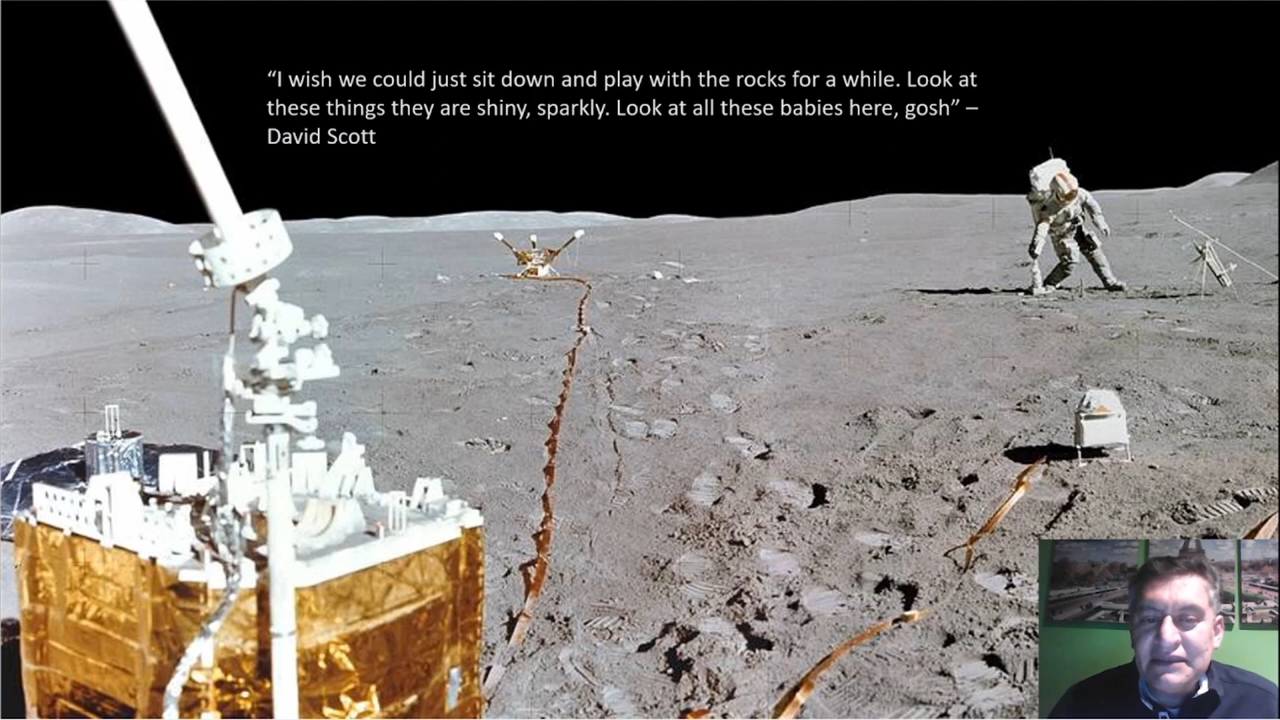 “I wish we could just sit down and play with the rocks for a while. Look at
these things they are shiny, sparkly. Look at all these babies here, gosh” –
David Scott